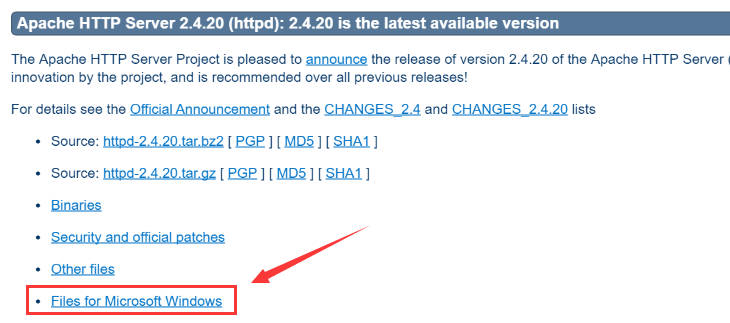 Apache HTTP Server 2.4.20 (httpd): 2.4.20 is the latest available version
The Apache HTTP Server Project is pleased to announce the release of version 2.4.20 of the Apache HTTP Server (
innovation by the project, and is recommended over all previous releases!
For details see the Official Announcement and the CHANGES_2.4 and CHANGES_2.4.20 lists
• Source: httpd-2.4.20.tar.bz2 [ PGP ] [ MD5 ] [ SHA1 ]
• Source: httpd-2.4.20.tar.gz [ PGP ] [ MD5 ] [ SHA1 ]
• Binaries
• Security and official patches
• Other files
• Files for Microsoft Windows